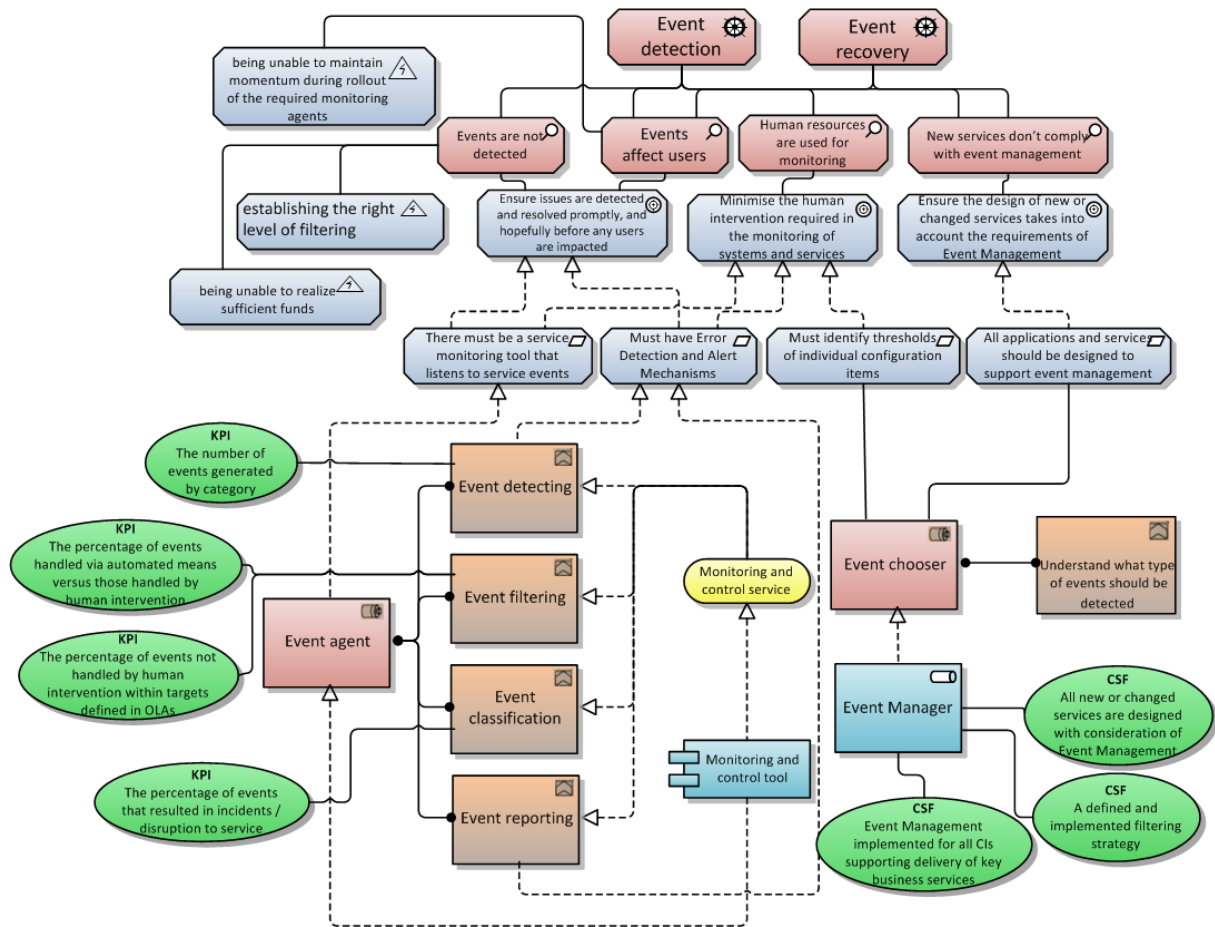 Event
detection
Event
recovery
being unable to maintain
momentum during rollout
of the required monitoring
agents
Events are not
detected
Events
affect users
Human resources
are used for
monitoring
New services don't comply
with event management
establishing the right
level of filtering
being unable to realize
sufficient funds
Ensure issues are detected
and resolved promptly, and
hopefully before any users
are impacted
Minimise the human
intervention required in
the monitoring of
systems and services
Ensure the design of new or
changed services takes into
account the requirements of
Event Management
There must be a service
monitoring tool that
listens to service events
Must have Error
Detection and Alert
Mechanisms
Must identify thresholds
of individual configuration
items
All applications and services
should be designed to
support event management
KPI
The number of
events generated
by category
Event detecting
KPI
The percentage of events
handled via automated means
versus those handled by
human intervention
Event filtering
Monitoring and
control service
Event chooser
Understand what type
of events should be
detected
Event agent
KPI
The percentage of events not
handled by human
intervention within targets
defined in OLAs
Event
classification
Event Manager
CSF
All new or changed
services are designed
with consideration of
Event Management
Monitoring and
control tool
KPI
The percentage of events
that resulted in incidents /
disruption to service
Event reporting
CSF
A defined and
implemented filtering
strategy
CSF
Event Management
implemented for all CIs
supporting delivery of key
business services